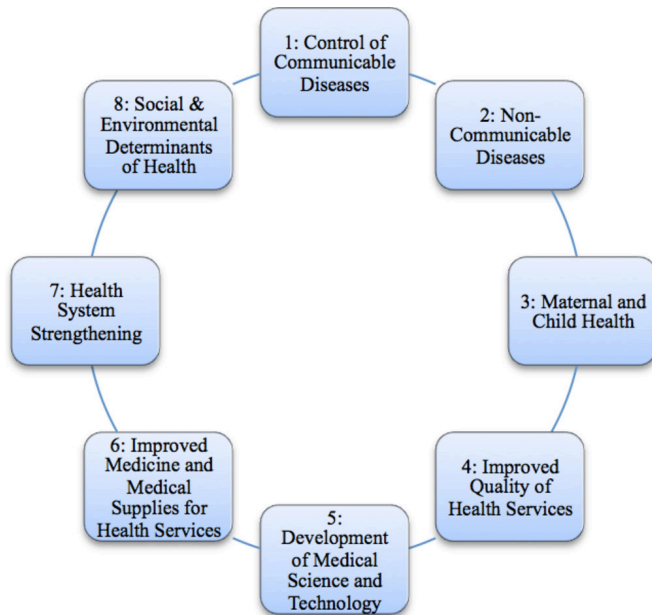 1: Control of
Communicable
Diseases
2: Non-
Communicable
Diseases
3: Maternal and
Child Health
4: Improved
Quality of
Health Services
5:
Development
of Medical
Science and
Technology
6: Improved
Medicine and
Medical
Supplies for
Health Services
7: Health
System
Strengthening
8: Social &
Environmental
Determinants
of Health